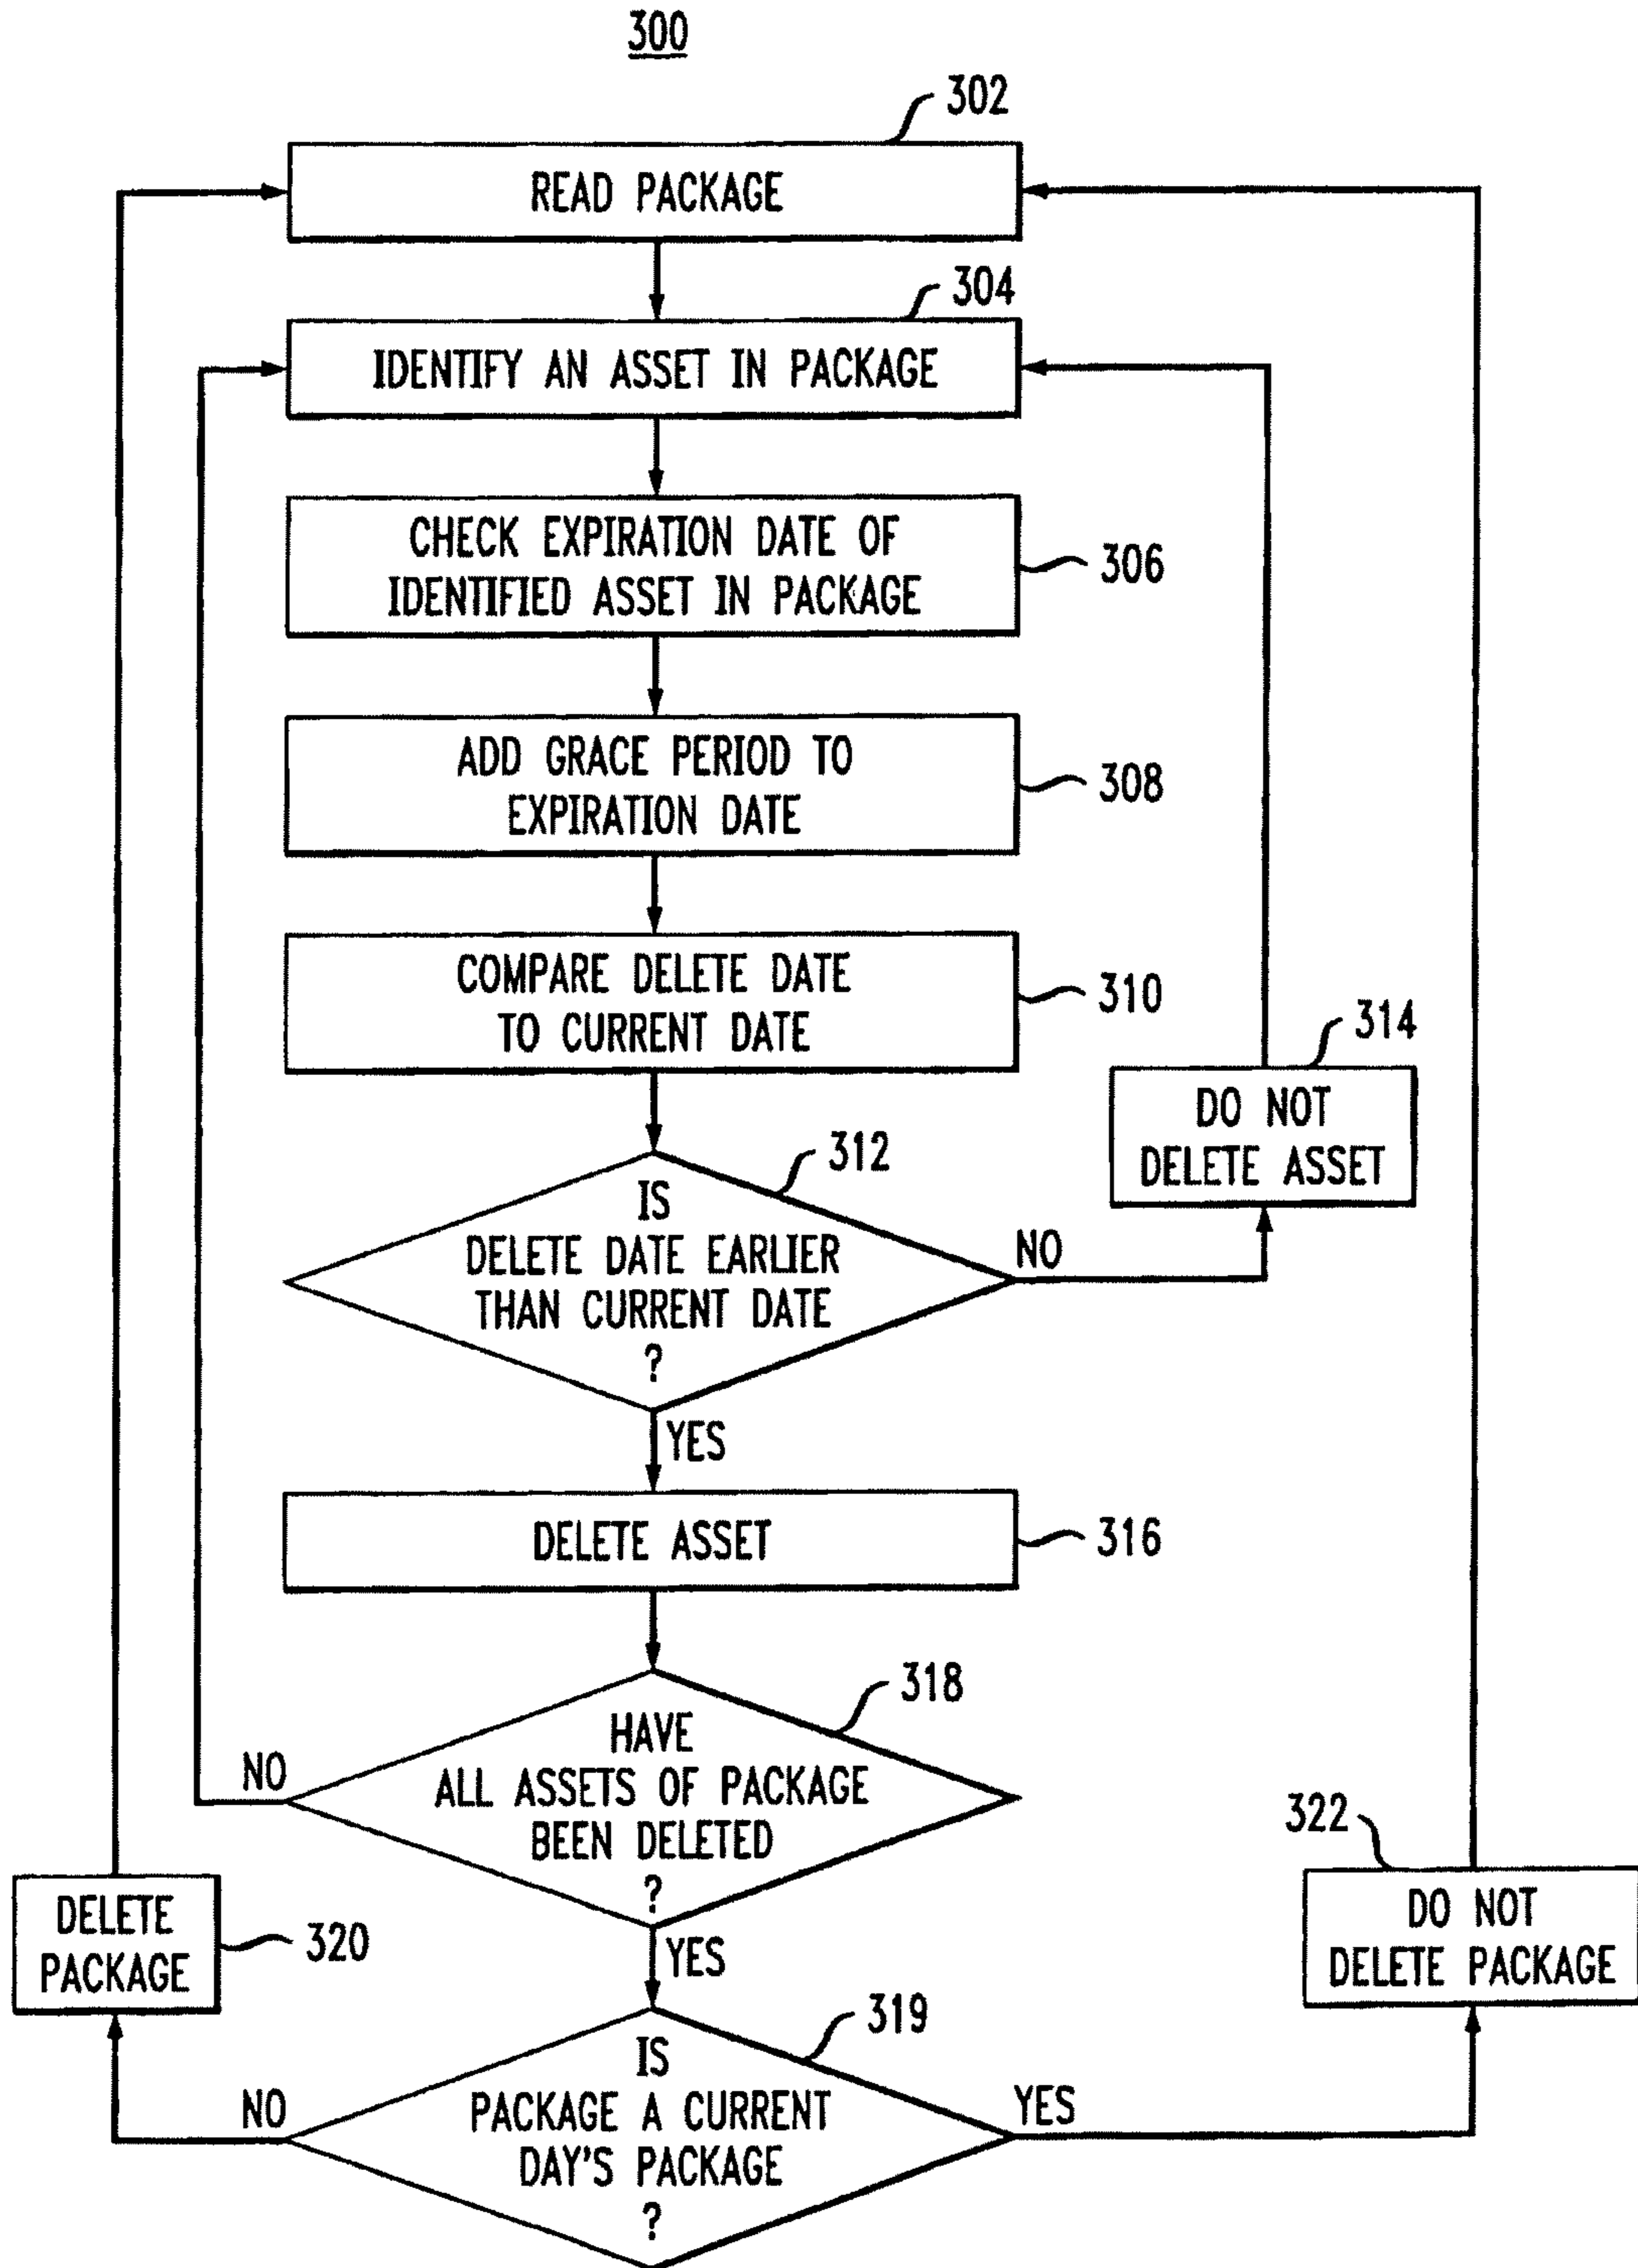 300
302
READ PACKAGE
304
IDENTIFY AN ASSET IN PACKAGE
CHECK EXPIRATION DATE OF
IDENTIFIED ASSET IN PACKAGE
306
ADD GRACE PERIOD TO
EXPIRATION DATE
308
COMPARE DELETE DATE
TO CURRENT DATE
310
314
DO NOT
DELETE ASSET
312
IS
DELETE DATE EARLIER
THAN CURRENT DATE
?
NO
YES
DELETE ASSET
316
318
HAVE
ALL ASSETS OF PACKAGE
BEEN DELETED
?
NO
YES
322
DO NOT
DELETE PACKAGE
DELETE
PACKAGE
320
319
IS
PACKAGE A CURRENT
DAY'S PACKAGE
?
NO
YES